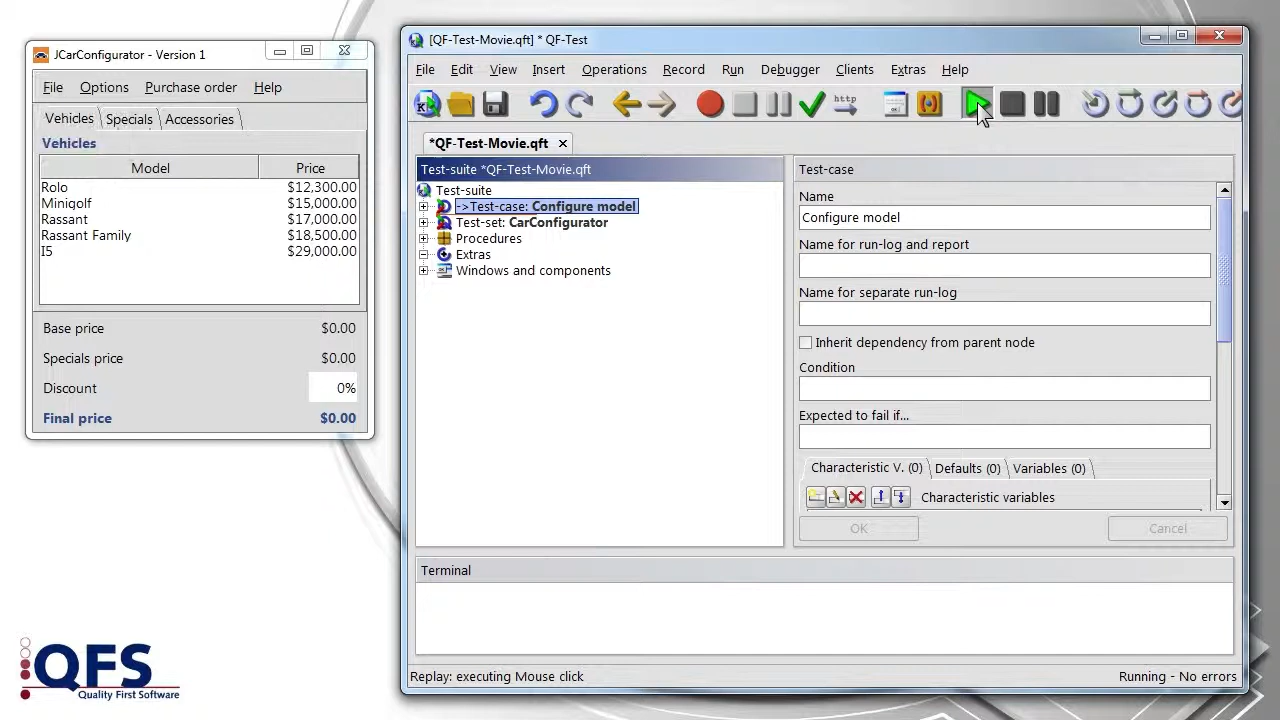 JCarConfigurator - Version 1
File Options Purchase order Help
Vehicles Specials Accessories
Vehicles
Model Price
Rolo $12,300.00
Minigolf $15,000.00
Rassant $17,000.00
Rassant Family $18,500.00
I5 $29,000.00
Base price $0.00
Specials price $0.00
Discount 0%
Final price $0.00
QFS
Quality First Software
[QF-Test-Movie.qft] * QF-Test
File Edit View Insert Operations Record Run Debugger Clients Extras Help
http
*QF-Test-Movie.qft
Test-suite *QF-Test-Movie.qft
Test-suite
->Test-case: Configure model
Test-set: CarConfigurator
Procedures
Extras
Windows and components
Test-case
Name
Configure model
Name for run-log and report
Name for separate run-log
Inherit dependency from parent node
Condition
Expected to fail if...
Characteristic V. (0) Defaults (0) Variables (0)
Characteristic variables
OK Cancel
Terminal
Replay: executing Mouse click Running - No errors